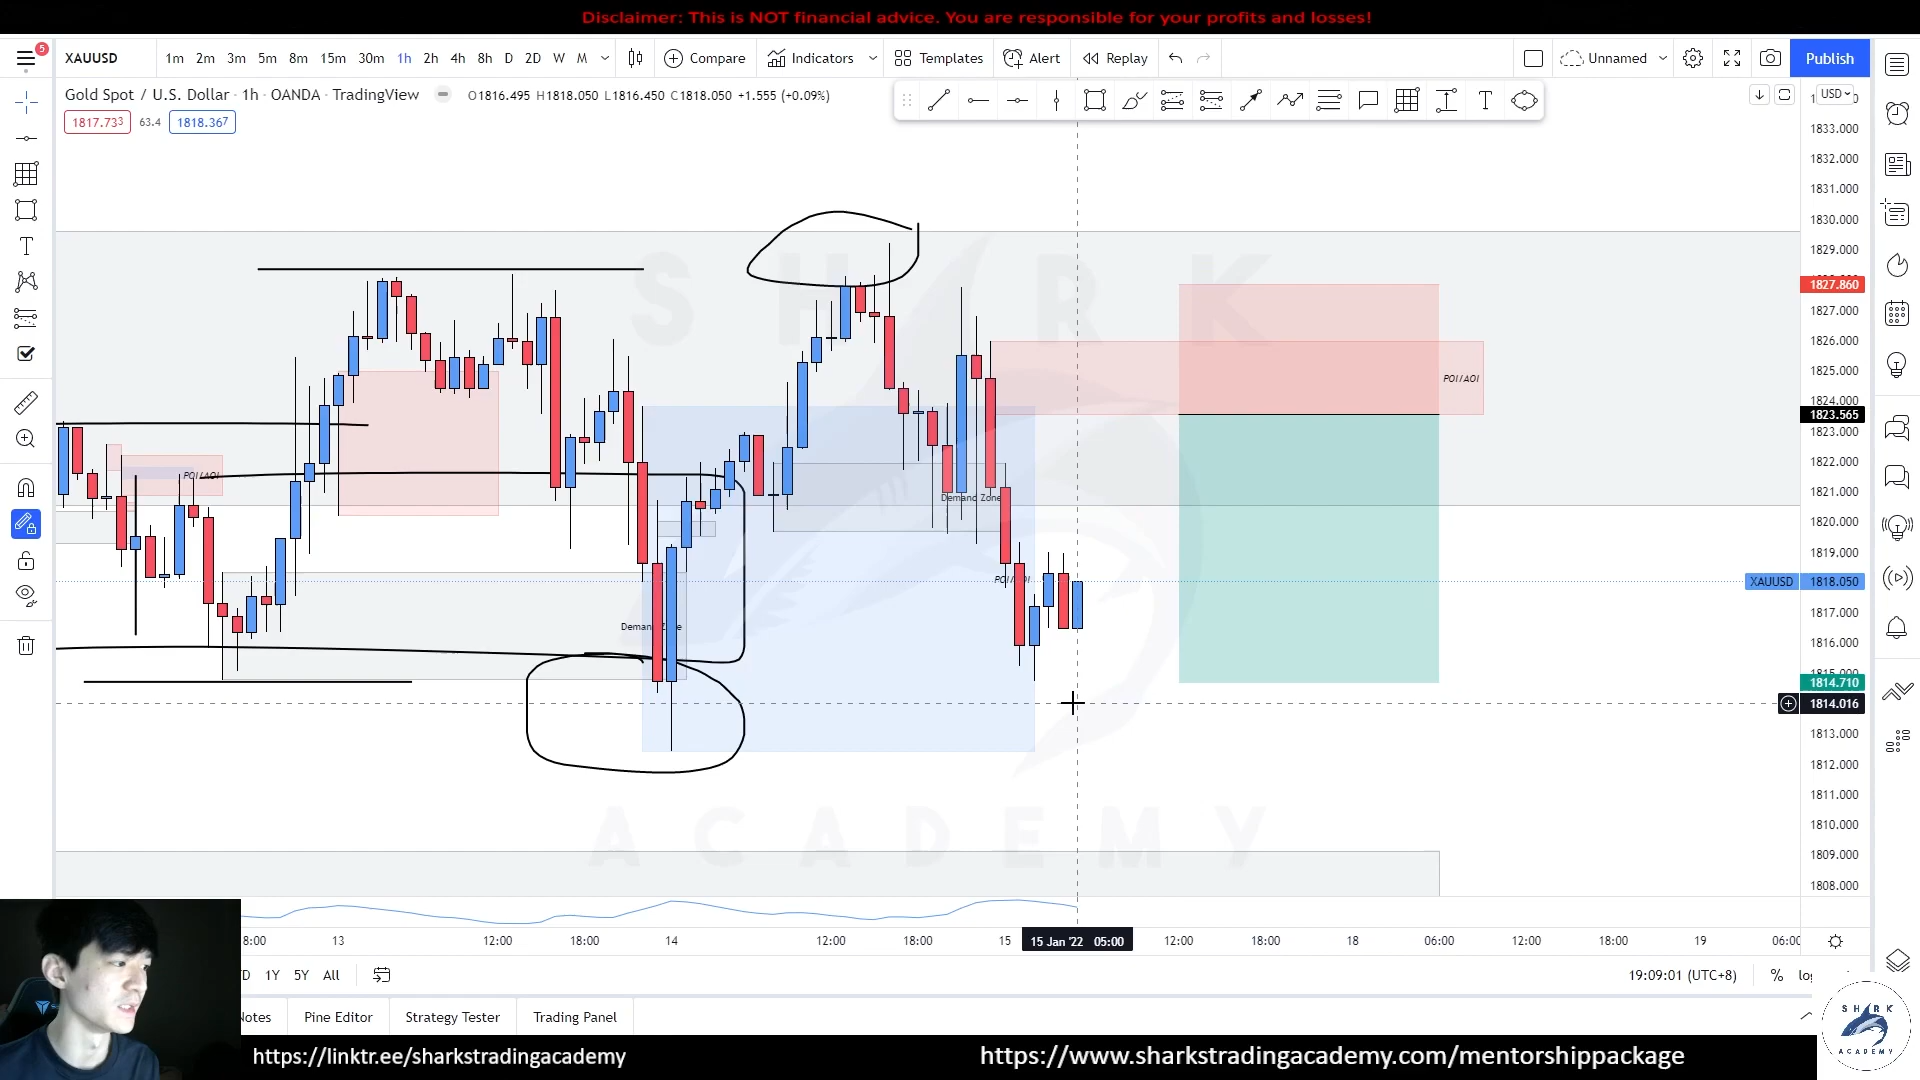 Disclaimer: This is NOT financial advice. You are responsible for your profits and losses!
5
XAUUSD 1m 2m 3m 5m 8m 15m 30m 1h 2h 4h 8h D 2D W M Compare Indicators Templates Alert Replay Unnamed Publish
Gold Spot / U.S. Dollar · 1h · OANDA · TradingView O1816.495 H1818.050 L1816.450 C1818.050 +1.555 (+0.09%)
USD
1817.733 63.4 1818.367
1833.000
1832.000
1831.000
1830.000
1829.000
1827.860
1827.000
1826.000
1825.000
POI/AOI
1824.000
1823.565
1823.000
1822.000
POI/AOI
1821.000
Demand Zone
1820.000
1819.000
POI/AOI
XAUUSD 1818.050
1817.000
1816.000
1814.710
1814.016
1813.000
1812.000
1811.000
1810.000
1809.000
1808.000
S H A R K
A C A D E M Y
13 12:00 18:00 14 12:00 18:00 15 15 Jan '22 05:00 12:00 18:00 18 06:00 12:00 18:00 19
1Y 5Y All 19:09:01 (UTC+8) %
Pine Editor Strategy Tester Trading Panel
https://linktr.ee/sharkstradingacademy https://www.sharkstradingacademy.com/mentorshippackage
SHARK
ACADEMY